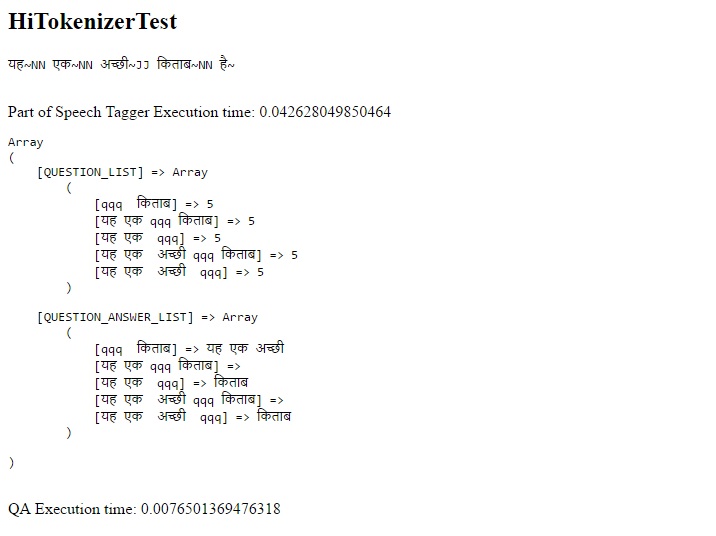 HiTokenizerTest
यह~NN एक~NN अच्छी~JJ किताब~NN है~
Part of Speech Tagger Execution time: 0.042628049850464
Array
(
    [QUESTION_LIST] => Array
        (
            [qqq  किताब] => 5
            [यह एक qqq किताब] => 5
            [यह एक  qqq] => 5
            [यह एक  अच्छी qqq किताब] => 5
            [यह एक  अच्छी  qqq] => 5
        )
    [QUESTION_ANSWER_LIST] => Array
        (
            [qqq  किताब] => यह एक अच्छी
            [यह एक qqq किताब] =>
            [यह एक  qqq] => किताब
            [यह एक  अच्छी qqq किताब] =>
            [यह एक  अच्छी  qqq] => किताब
        )
)
QA Execution time: 0.0076501369476318